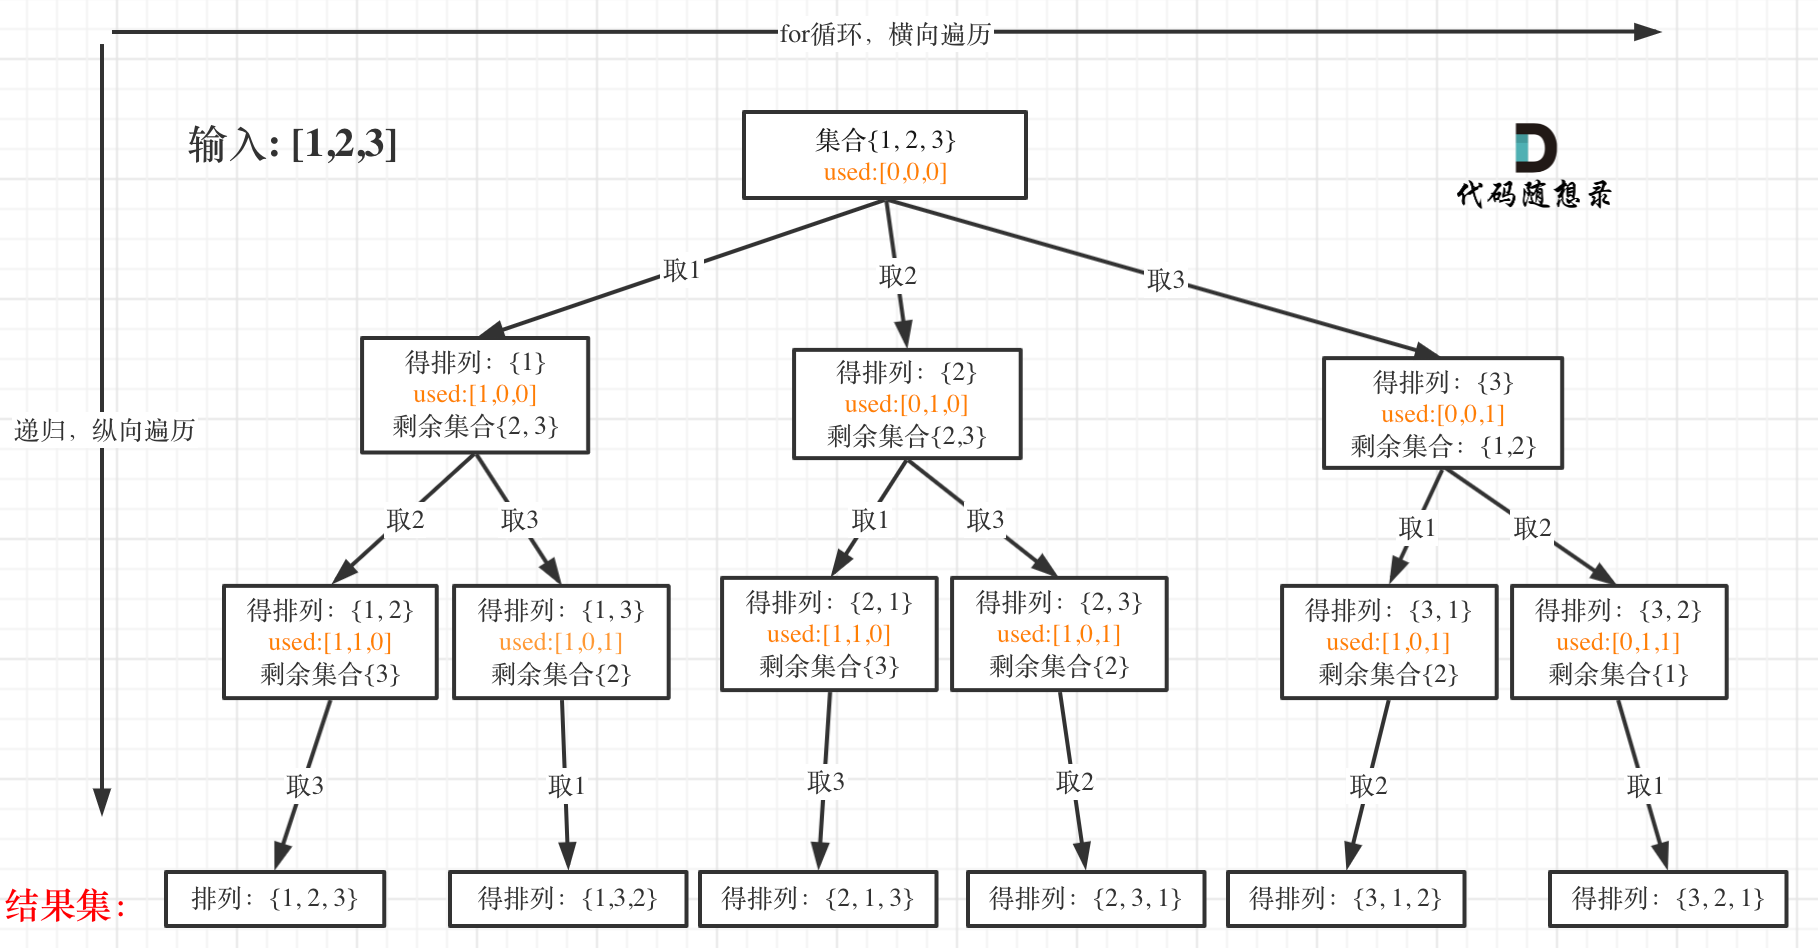 for循环，横向遍历
输入: [1,2,3]
集合{1, 2, 3}
used:[0,0,0]
代码随想录
取1
取2
取3
得排列：{1}
used:[1,0,0]
剩余集合{2, 3}
得排列：{2}
used:[0,1,0]
剩余集合{2,3}
得排列：{3}
used:[0,0,1]
剩余集合：{1,2}
递归，纵向遍历
取2
取3
取1
取3
取1
取2
得排列：{1, 2}
used:[1,1,0]
剩余集合{3}
得排列：{1, 3}
used:[1,0,1]
剩余集合{2}
得排列：{2, 1}
used:[1,1,0]
剩余集合{3}
得排列：{2, 3}
used:[1,0,1]
剩余集合{2}
得排列：{3, 1}
used:[1,0,1]
剩余集合{2}
得排列：{3, 2}
used:[0,1,1]
剩余集合{1}
取3
取1
取3
取2
取2
取1
结果集：
排列：{1, 2, 3}
得排列：{1,3,2}
得排列：{2, 1, 3}
得排列：{2, 3, 1}
得排列：{3, 1, 2}
得排列：{3, 2, 1}